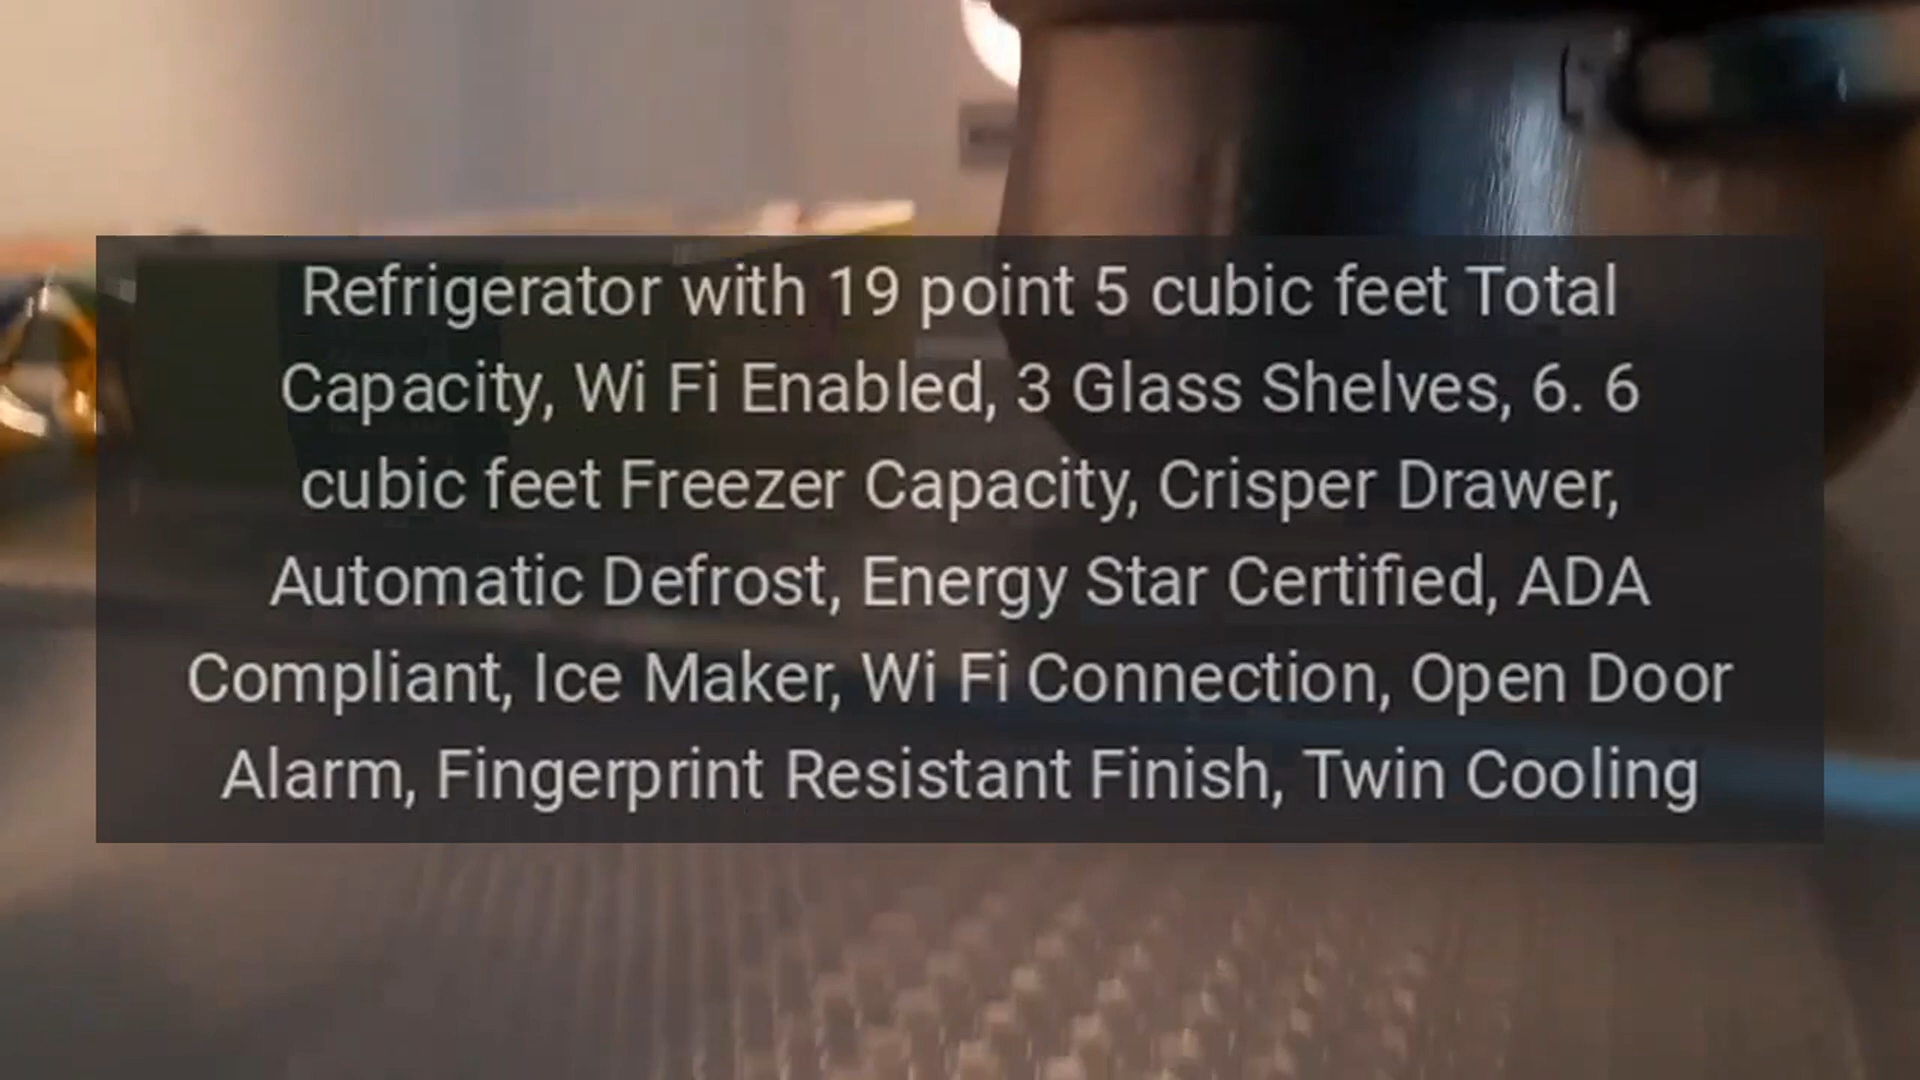 Refrigerator with 19 point 5 cubic feet Total
Capacity, Wi Fi Enabled, 3 Glass Shelves, 6. 6
cubic feet Freezer Capacity, Crisper Drawer,
Automatic Defrost, Energy Star Certified, ADA
Compliant, Ice Maker, Wi Fi Connection, Open Door
Alarm, Fingerprint Resistant Finish, Twin Cooling